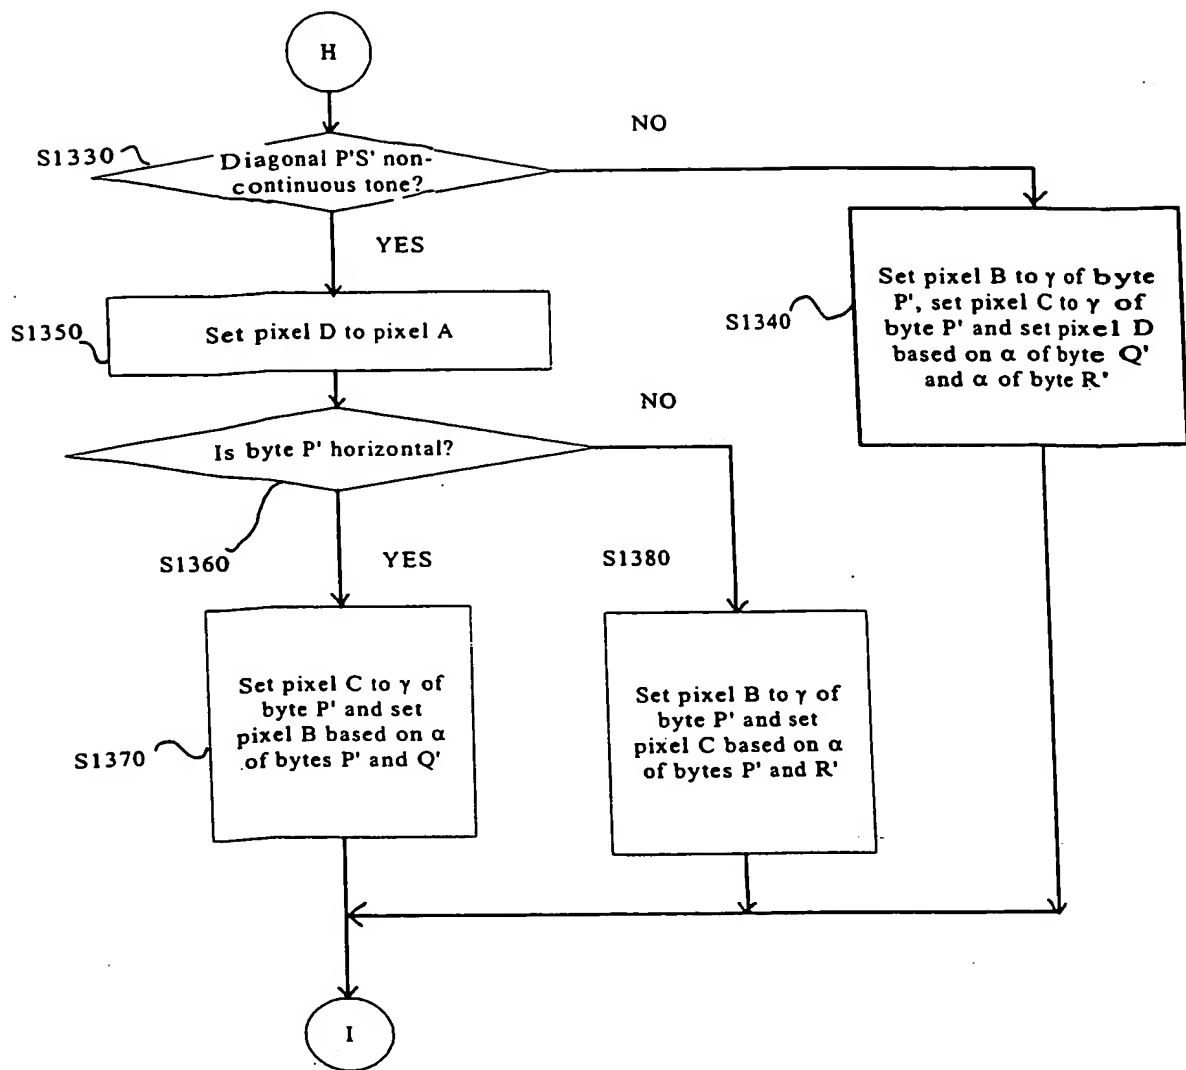 H
NO
S1330
Diagonal P'S' non-
continuous tone?
YES
S1350
Set pixel D to pixel A
S1340
Set pixel B to γ of byte
P', set pixel C to γ of
byte P' and set pixel D
based on α of byte Q'
and α of byte R'
NO
Is byte P' horizontal?
S1360
YES
S1380
S1370
Set pixel C to γ of
byte P' and set
pixel B based on α
of bytes P' and Q'
Set pixel B to γ of
byte P' and set
pixel C based on α
of bytes P' and R'
I